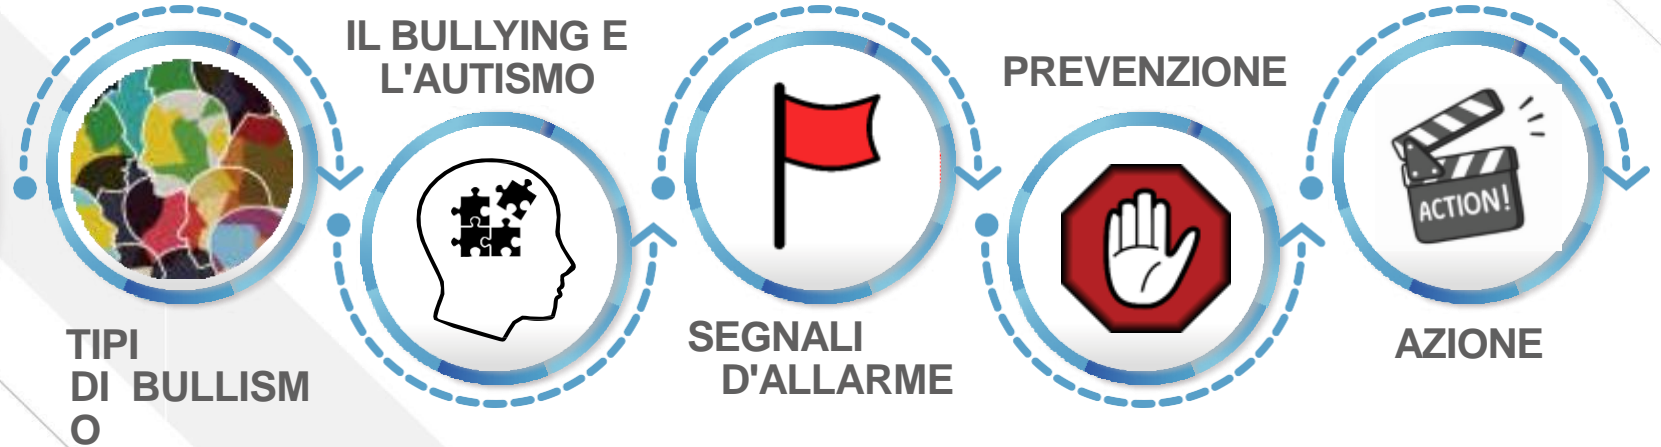 TIPI
DI BULLISM
O
IL BULLYING E
L'AUTISMO
SEGNALI
D'ALLARME
PREVENZIONE
ACTION!
AZIONE